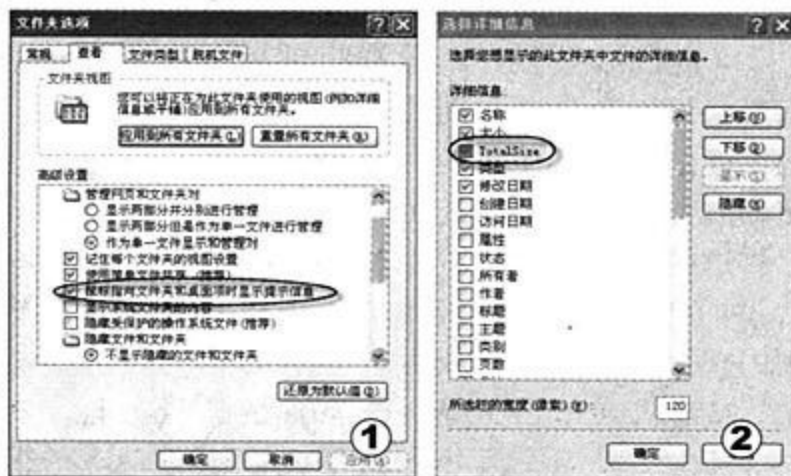 文件夹选项
常规 查看 文件类型 脱机文件
文件夹视图
您可以将正在为此文件夹使用的视图(例如详细
信息或平铺)应用到所有文件夹。
应用到所有文件夹(L) 重置所有文件夹(R)
高级设置:
管理网页和文件夹对
显示两部分并分别进行管理
显示两部分但是作为单一文件进行管理
作为单一文件显示和管理对
记住每个文件夹的视图设置
使用简单文件共享(推荐)
鼠标指向文件夹和桌面项时显示提示信息
显示系统文件夹的内容
隐藏受保护的操作系统文件(推荐)
隐藏文件和文件夹
不显示隐藏的文件和文件夹
还原为默认值(D)
确定 取消
1
选择详细信息
选择您想显示的此文件夹中文件的详细信息。
详细信息:
名称
大小
TotalSize
类型
修改日期
创建日期
访问日期
属性
状态
所有者
作者
标题
主题
类别
页数
上移(U)
下移(D)
显示(S)
隐藏(H)
所选栏的宽度(像素)(W): 120
确定
2